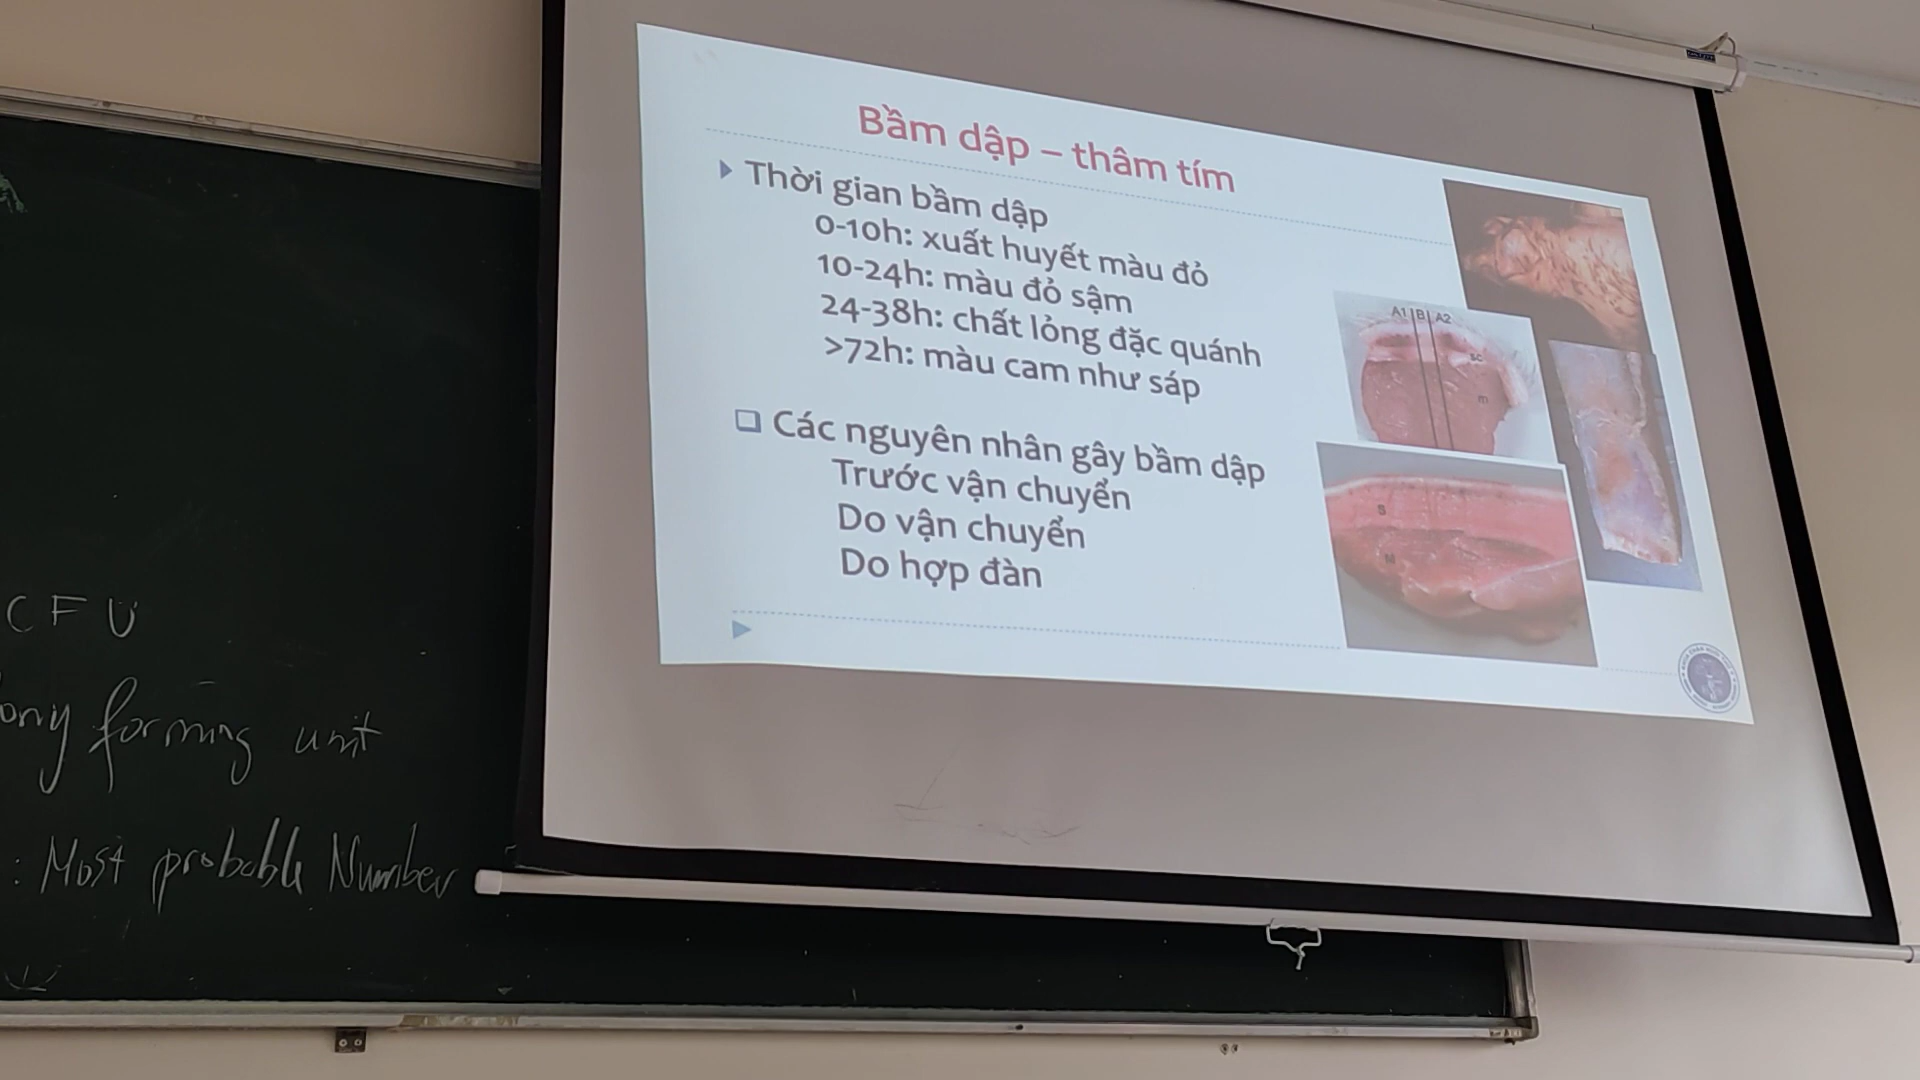 Bầm dập – thâm tím
Thời gian bầm dập
0-10h: xuất huyết màu đỏ
10-24h: màu đỏ sậm
24-38h: chất lỏng đặc quánh
>72h: màu cam như sáp
Các nguyên nhân gây bầm dập
Trước vận chuyển
Do vận chuyển
Do hợp đàn
A1 B A2
sc
m
S
M
CFU
ony forming unit
: Most probable Number